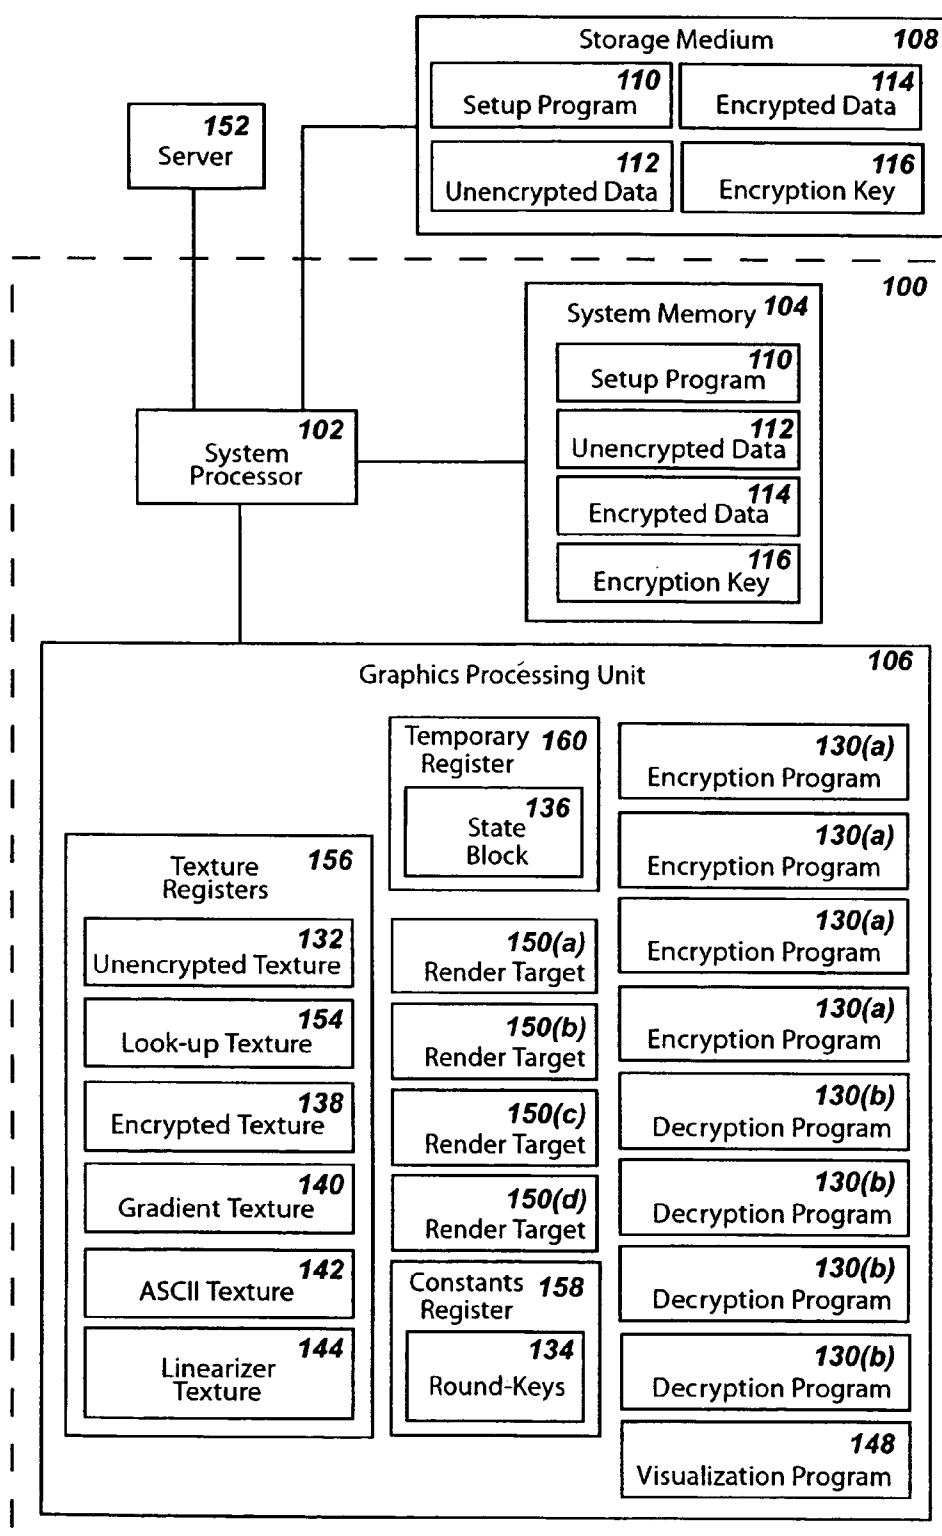 Storage Medium 108
110
Setup Program
114
Encrypted Data
112
Unencrypted Data
116
Encryption Key
152
Server
100
System Memory 104
110
Setup Program
112
Unencrypted Data
114
Encrypted Data
116
Encryption Key
102
System
Processor
106
Graphics Processing Unit
156
Texture
Registers
132
Unencrypted Texture
154
Look-up Texture
138
Encrypted Texture
140
Gradient Texture
142
ASCII Texture
144
Linearizer
Texture
Temporary 160
Register
136
State
Block
150(a)
Render Target
150(b)
Render Target
150(c)
Render Target
150(d)
Render Target
Constants 158
Register
134
Round-Keys
130(a)
Encryption Program
130(a)
Encryption Program
130(a)
Encryption Program
130(a)
Encryption Program
130(b)
Decryption Program
130(b)
Decryption Program
130(b)
Decryption Program
130(b)
Decryption Program
148
Visualization Program